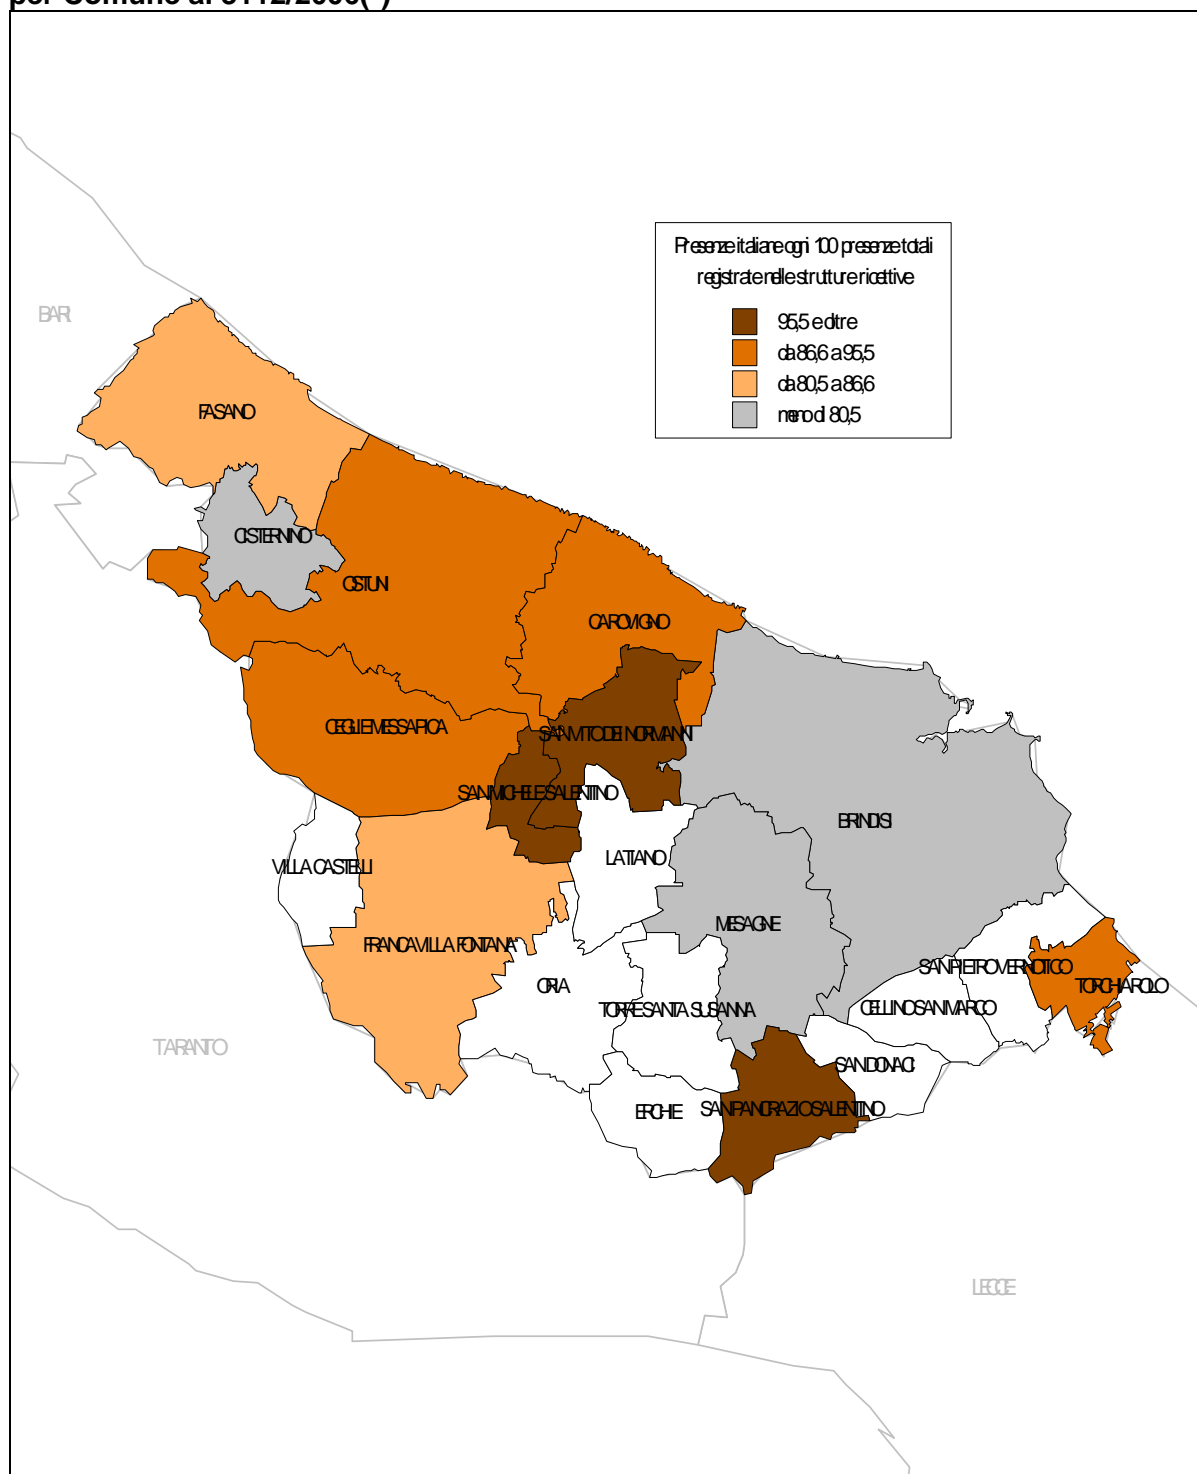 per Comune al 3112/2006(*)
Presenze italiane ogni 100 presenze totali
registrate nelle strutture ricettive
95,5 e oltre
da 86,6 a 95,5
da 80,5 a 86,6
meno di 80,5
BARI
FASANO
CISTERNINO
OSTUNI
CAROVIGNO
CEGLIE MESSAPICA
SAN VITO DEI NORMANNI
SAN MICHELE SALENTINO
BRINDISI
VILLA CASTELLI
LATIANO
MESAGNE
FRANCAVILLA FONTANA
SAN PIETRO VERNOTICO
ORIA
TORCHIAROLO
TORRE SANTA SUSANNA
CELLINO SAN MARCO
TARANTO
SAN DONACI
ERCHIE
SAN PANCRAZIO SALENTINO
LECCE